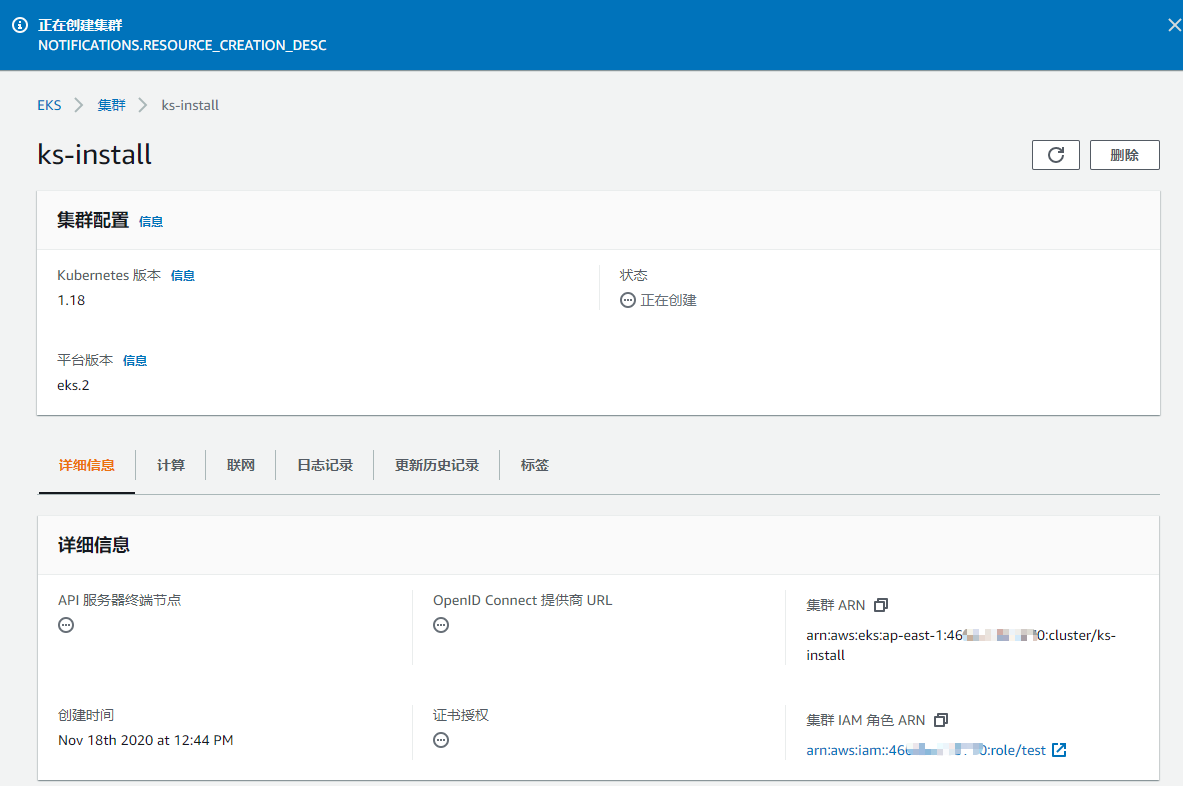 正在创建集群
NOTIFICATIONS.RESOURCE_CREATION_DESC
EKS 集群 ks-install
ks-install
删除
集群配置 信息
Kubernetes 版本 信息
状态
1.18
正在创建
平台版本 信息
eks.2
详细信息 计算 联网 日志记录 更新历史记录 标签
详细信息
API 服务器终端节点
OpenID Connect 提供商 URL
集群 ARN
arn:aws:eks:ap-east-1:46 0:cluster/ks-
install
创建时间
Nov 18th 2020 at 12:44 PM
证书授权
集群 IAM 角色 ARN
arn:aws:iam::46 0:role/test